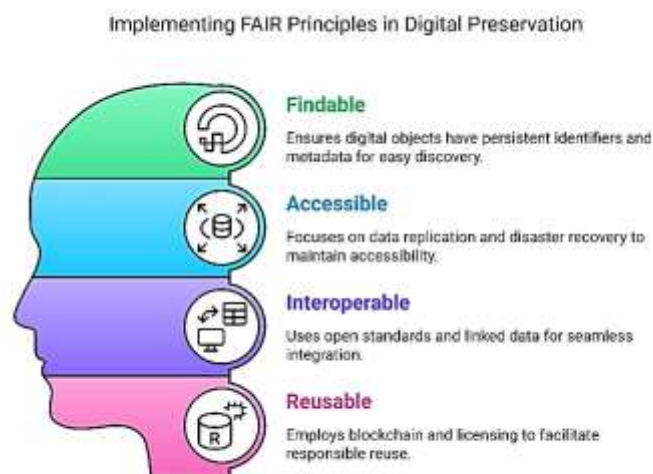 Implementing FAIR Principles in Digital Preservation
Findable
Ensures digital objects have persistent identifiers and
metadata for easy discovery.
Accessible
Focuses on data replication and disaster recovery to
maintain accessibility.
Interoperable
Uses open standards and linked data for seamless
integration.
Reusable
R
Employs blockchain and licensing to facilitate
responsible reuse.